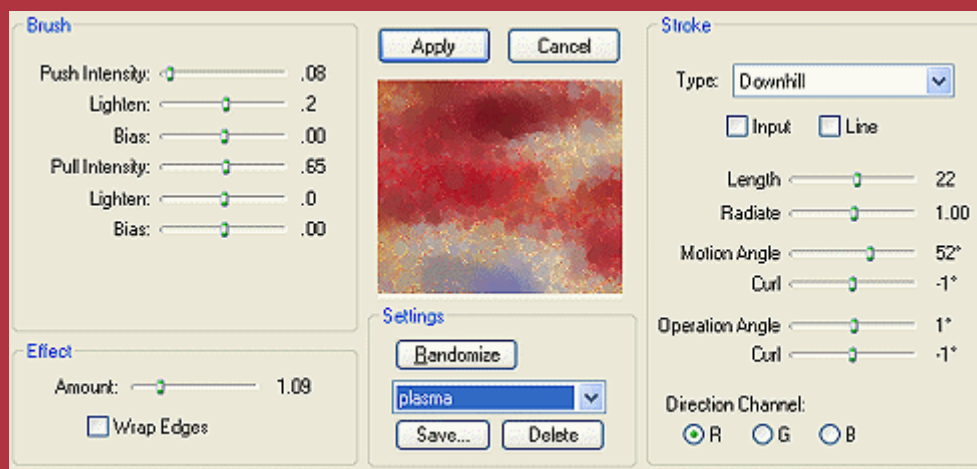 Brush
Push Intensity: .08
Lighten: .2
Bias: .00
Pull Intensity: .65
Lighten: .0
Bias: .00
Effect
Amount: 1.09
Wrap Edges
Apply Cancel
Settings
Randomize
plasma
Save... Delete
Stroke
Type: Downhill
Input Line
Length 22
Radiate 1.00
Motion Angle 52°
Curl -1°
Operation Angle 1°
Curl -1°
Direction Channel:
R G B